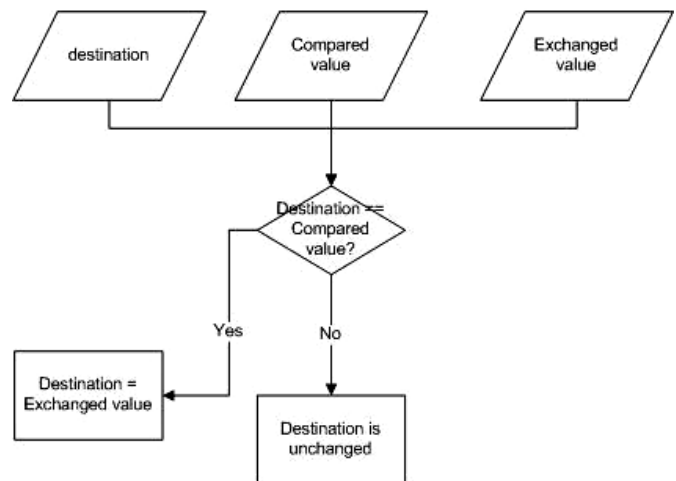 destination
Compared
value
Exchanged
value
Destination ==
Compared
value?
Yes
No
Destination =
Exchanged value
Destination is
unchanged